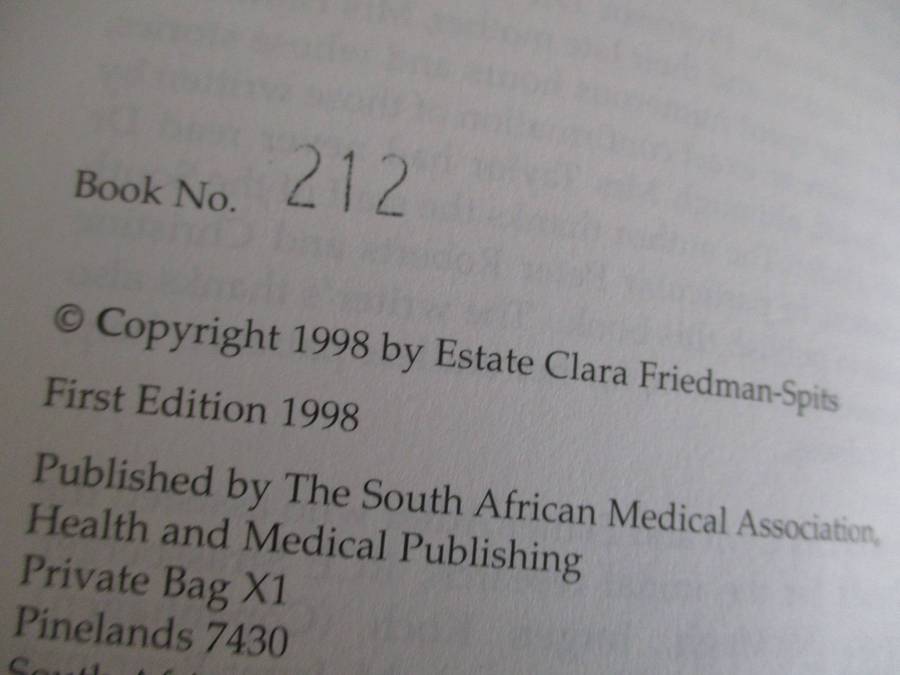 Book No. 212
© Copyright 1998 by Estate Clara Friedman-Spits
First Edition 1998
Published by The South African Medical Association,
Health and Medical Publishing
Private Bag X1
Pinelands 7430
South